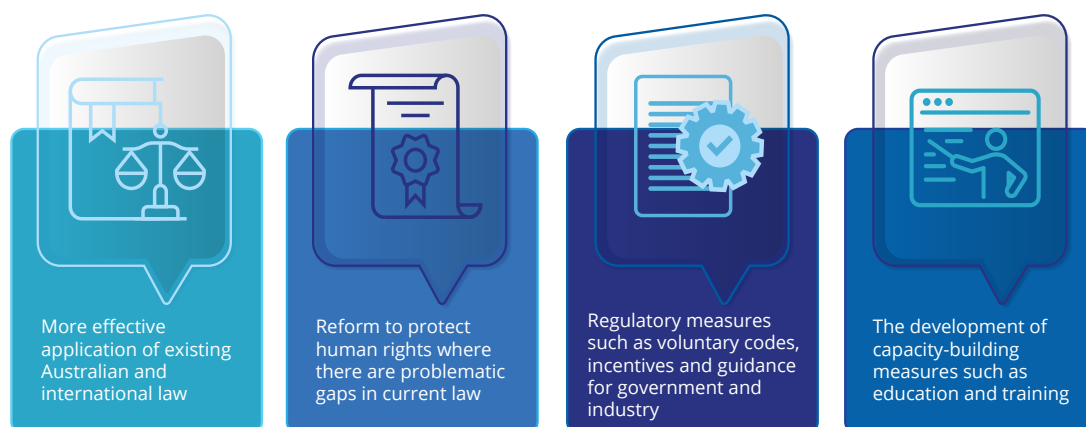 More effective
application of existing
Australian and
international law
Reform to protect
human rights where
there are problematic
gaps in current law
Regulatory measures
such as voluntary codes,
incentives and guidance
for government and
industry
The development of
capacity-building
measures such as
education and training